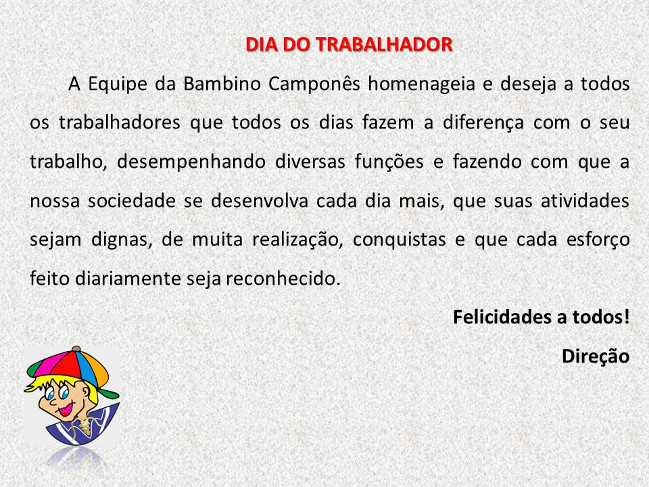 DIA DO TRABALHADOR
A Equipe da Bambino Camponês homenageia e deseja a todos
os trabalhadores que todos os dias fazem a diferença com o seu
trabalho, desempenhando diversas funções e fazendo com que a
nossa sociedade se desenvolva cada dia mais, que suas atividades
sejam dignas, de muita realização, conquistas e que cada esforço
feito diariamente seja reconhecido.
Felicidades a todos!
Direção